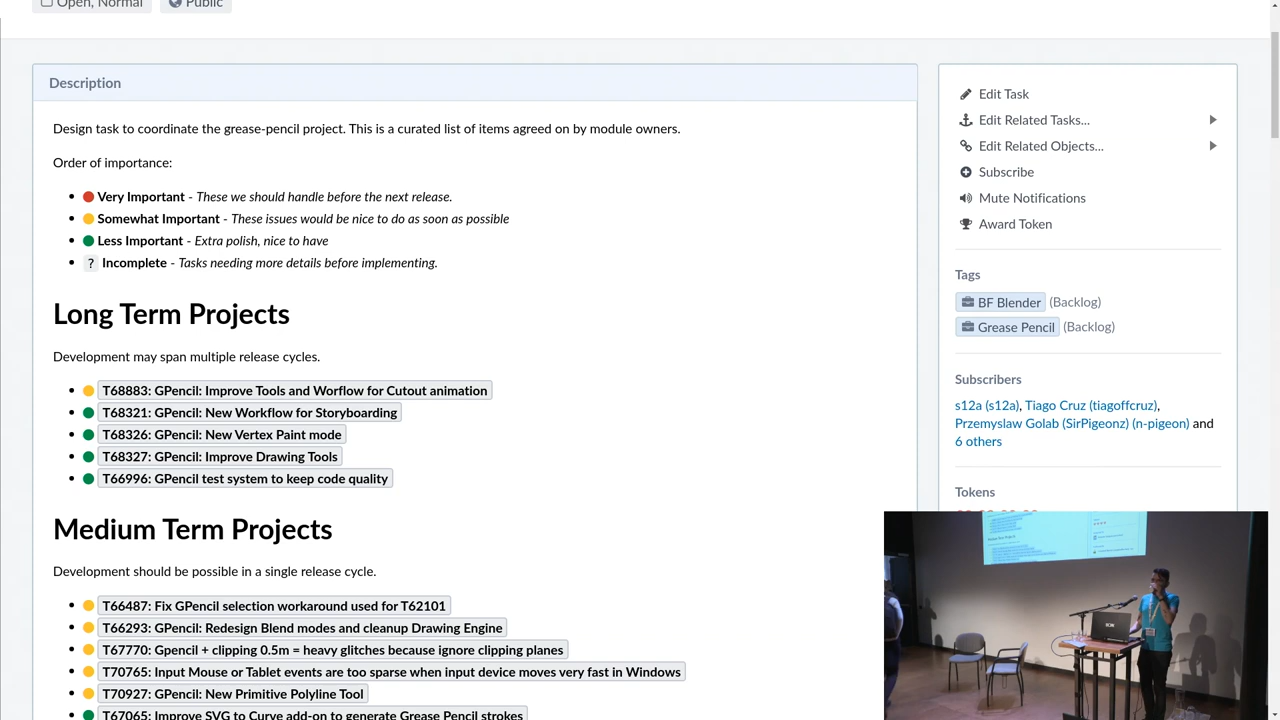 Open, Normal
Public
Description
Design task to coordinate the grease-pencil project. This is a curated list of items agreed on by module owners.
Order of importance:
Very Important - These we should handle before the next release.
Somewhat Important - These issues would be nice to do as soon as possible
Less Important - Extra polish, nice to have
? Incomplete - Tasks needing more details before implementing.
Long Term Projects
Development may span multiple release cycles.
T68883: GPencil: Improve Tools and Worflow for Cutout animation
T68321: GPencil: New Workflow for Storyboarding
T68326: GPencil: New Vertex Paint mode
T68327: GPencil: Improve Drawing Tools
T66996: GPencil test system to keep code quality
Medium Term Projects
Development should be possible in a single release cycle.
T66487: Fix GPencil selection workaround used for T62101
T66293: GPencil: Redesign Blend modes and cleanup Drawing Engine
T67770: Gpencil + clipping 0.5m = heavy glitches because ignore clipping planes
T70765: Input Mouse or Tablet events are too sparse when input device moves very fast in Windows
T70927: GPencil: New Primitive Polyline Tool
T67065: Improve SVG to Curve add-on to generate Grease Pencil strokes
Edit Task
Edit Related Tasks...
Edit Related Objects...
Subscribe
Mute Notifications
Award Token
Tags
BF Blender (Backlog)
Grease Pencil (Backlog)
Subscribers
s12a (s12a), Tiago Cruz (tiagoffcruz),
Przemyslaw Golab (SirPigeonz) (n-pigeon) and
6 others
Tokens